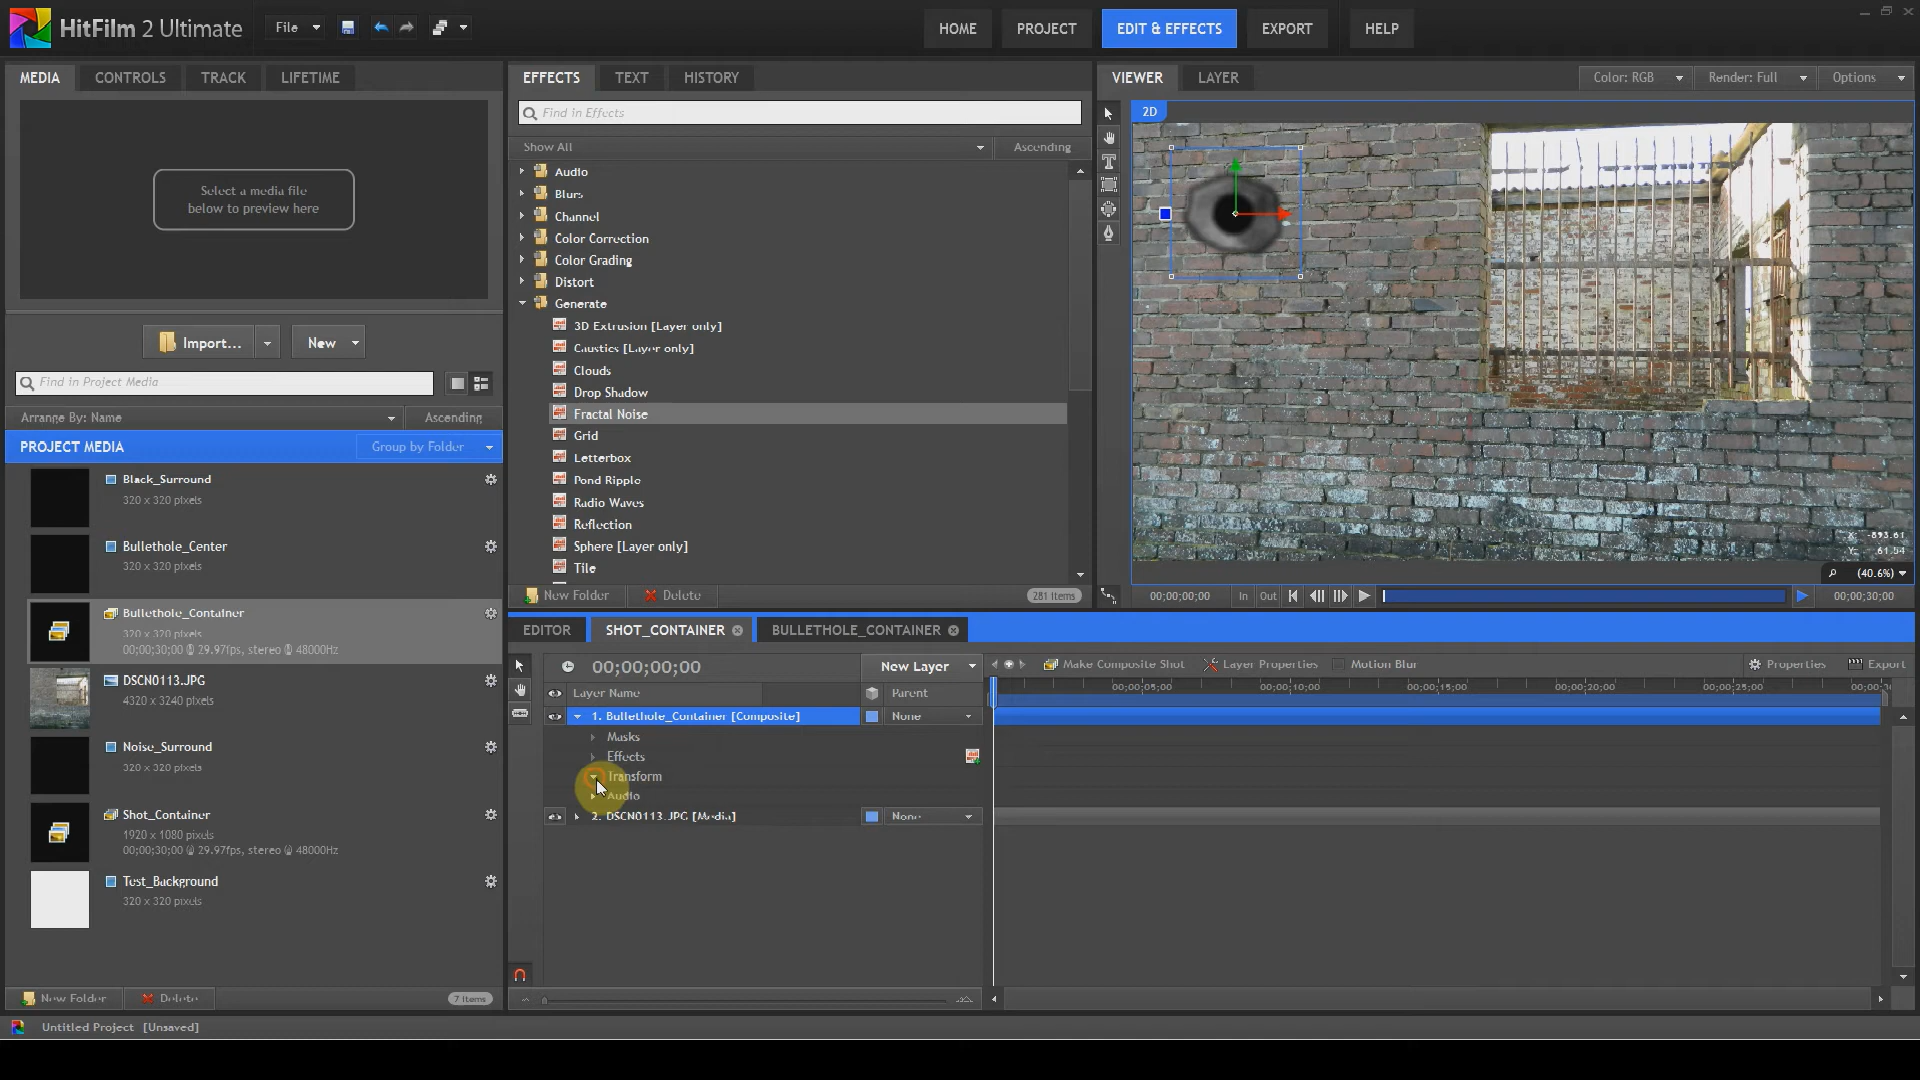 HitFilm 2 Ultimate
File
HOME
PROJECT
EDIT & EFFECTS
EXPORT
HELP
MEDIA
CONTROLS
TRACK
LIFETIME
Select a media file
below to preview here
Import...
New
Find in Project Media
Arrange By: Name
Ascending
PROJECT MEDIA
Group by Folder
Black_Surround
320 x 320 pixels
Bullethole_Center
320 x 320 pixels
Bullethole_Container
320 x 320 pixels
00;00;30;00 @ 29.97fps, stereo @ 48000Hz
DSCN0113.JPG
4320 x 3240 pixels
Noise_Surround
320 x 320 pixels
Shot_Container
1920 x 1080 pixels
00;00;30;00 @ 29.97fps, stereo @ 48000Hz
Test_Background
320 x 320 pixels
New Folder
Delete
7 Items
Untitled Project [Unsaved]
EFFECTS
TEXT
HISTORY
Find in Effects
Show All
Ascending
Audio
Blurs
Channel
Color Correction
Color Grading
Distort
Generate
3D Extrusion [Layer only]
Caustics [Layer only]
Clouds
Drop Shadow
Fractal Noise
Grid
Letterbox
Pond Ripple
Radio Waves
Reflection
Sphere [Layer only]
Tile
New Folder
Delete
281 Items
VIEWER
LAYER
Color: RGB
Render: Full
Options
2D
X: -893.61
Y: 61.54
(40.6%)
00;00;00;00
In
Out
00;00;30;00
EDITOR
SHOT_CONTAINER
BULLETHOLE_CONTAINER
00;00;00;00
New Layer
Make Composite Shot
Layer Properties
Motion Blur
Properties
Export
Layer Name
Parent
00;00;05;00
00;00;10;00
00;00;15;00
00;00;20;00
00;00;25;00
1. Bullethole_Container [Composite]
None
Masks
Effects
Transform
Audio
2. DSCN0113.JPG [Media]
None